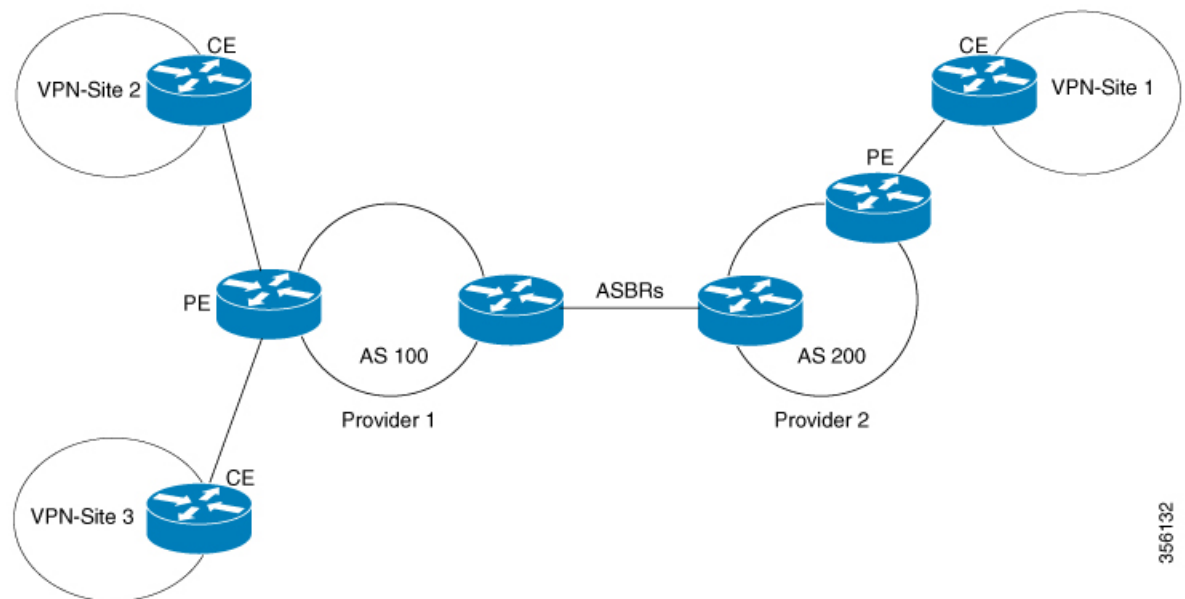 CE
CE
VPN-Site 2
VPN-Site 1
PE
ASBRs
PE
AS 100
AS 200
Provider 1
Provider 2
CE
VPN-Site 3
356132